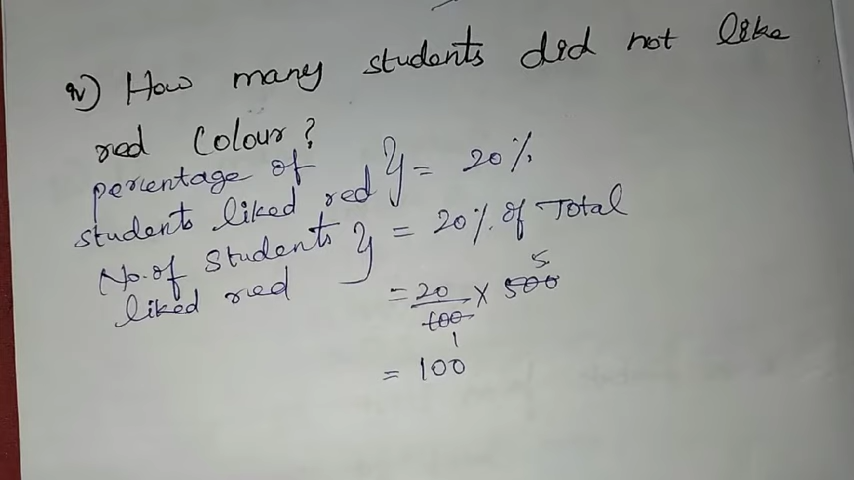 iv) How many students did not like
red Colour?
percentage of
students liked red } = 20%
No. of Students
liked red } = 20% of Total
= 20/100 × 500
5
1
= 100